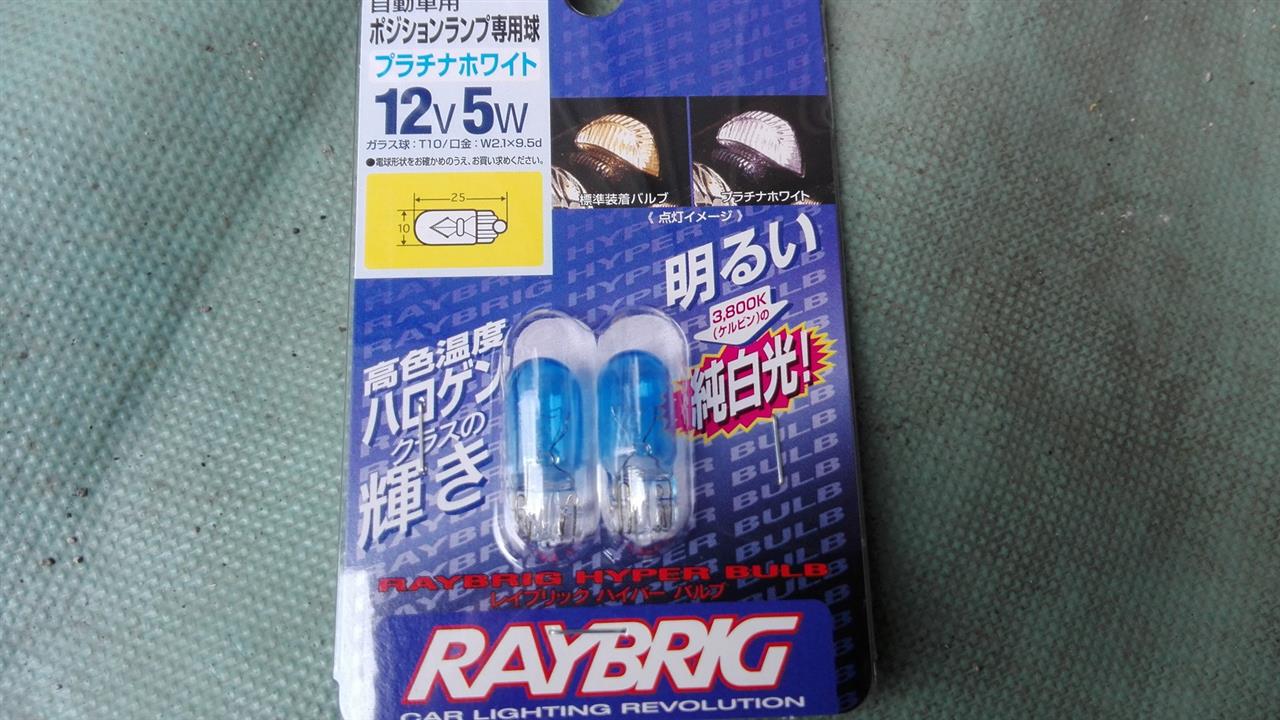 自動車用
ポジションランプ専用球
プラチナホワイト
12V 5W
ガラス球：T10/口金：W2.1×9.5d
●電球形状をお確かめのうえ、お買い求めください。
25
10
標準装着バルブ
プラチナホワイト
《 点灯イメージ 》
明るい
3,800K
(ケルビン)の
純白光！
高色温度
ハロゲン
クラスの
輝き
RAYBRIG HYPER BULB
レイブリック ハイパー バルブ
RAYBRIG
CAR LIGHTING REVOLUTION